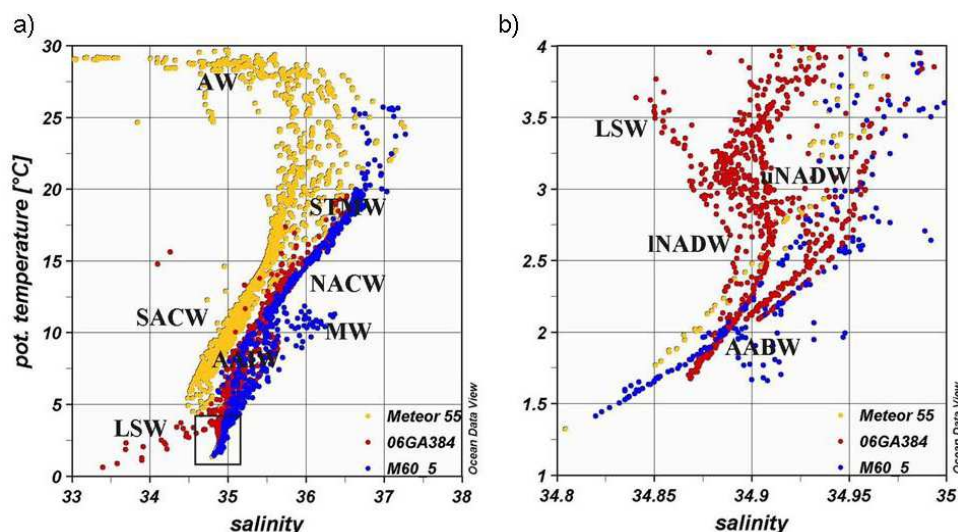 a)
pot. temperature [°C]
30
25
20
15
10
5
0
AW
STMW
NACW
SACW
MW
LSW
Meteor 55
06GA384
M60_5
Ocean Data View
33 34 35 36 37 38
salinity
b)
4
3.5
3
2.5
2
1.5
1
LSW
uNADW
lNADW
AABW
Meteor 55
06GA384
M60_5
Ocean Data View
34.8 34.85 34.9 34.95 35
salinity